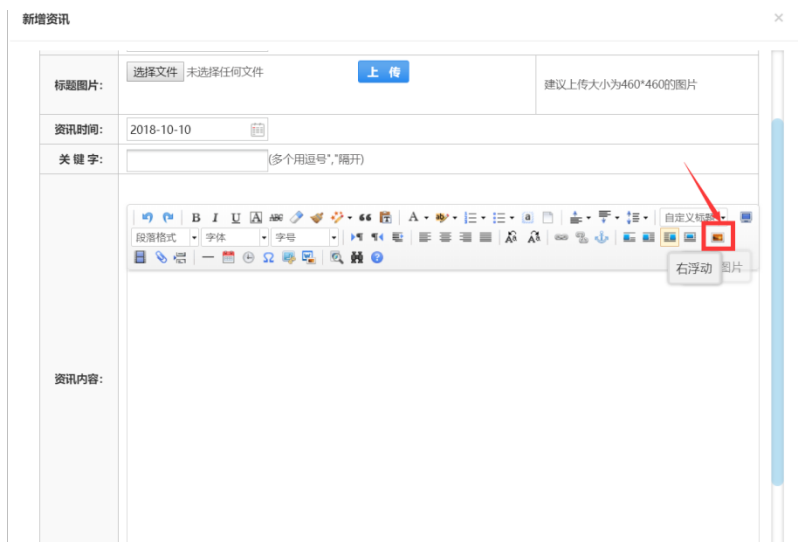 新增资讯
标题图片：
选择文件 未选择任何文件
上 传
建议上传大小为460*460的图片
资讯时间：
2018-10-10
关 键 字：
(多个用逗号","隔开)
B I U A ABC A a 自定义标题
段落格式 字体 字号
右浮动 图片
资讯内容：